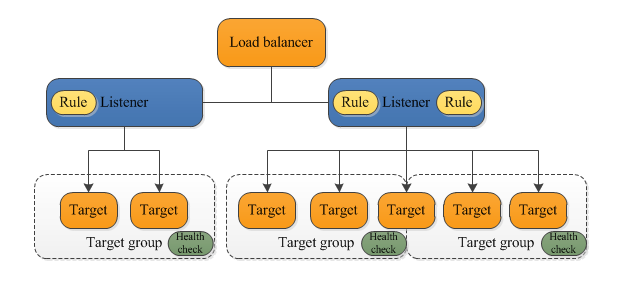 Load balancer
Rule Listener
Rule Listener Rule
Target Target
Target Target Target Target Target
Target group Health check
Target group Health check
Target group Health check